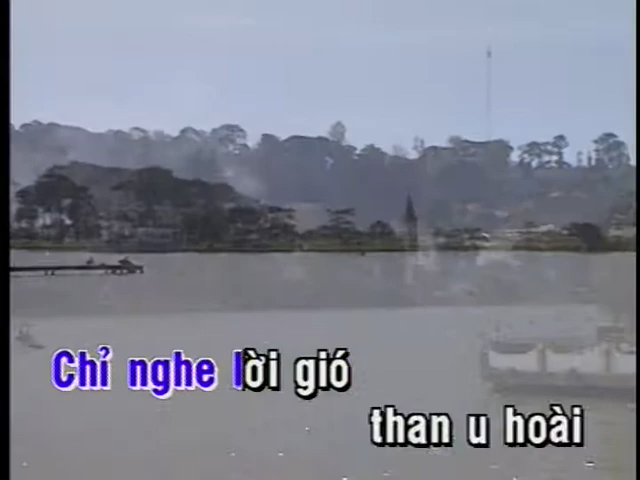 Chỉ nghe lời gió
than u hoài